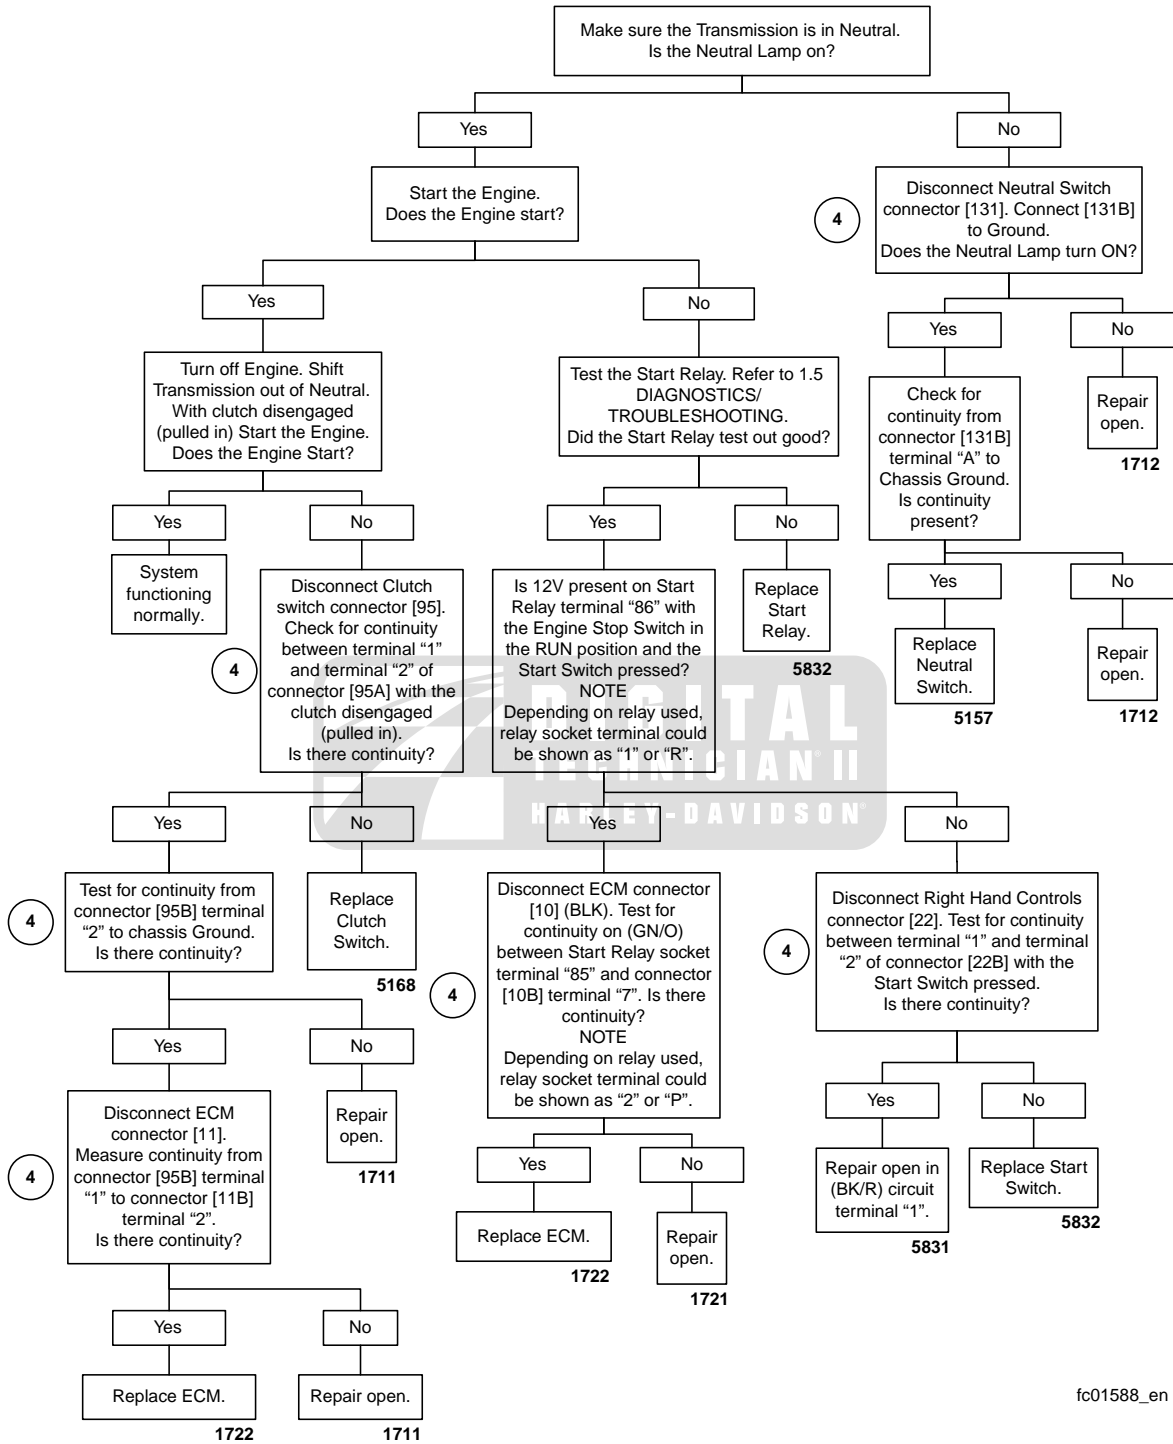 Make sure the Transmission is in Neutral.
Is the Neutral Lamp on?
Yes
No
Start the Engine.
Does the Engine start?
4
Disconnect Neutral Switch
connector [131]. Connect [131B]
to Ground.
Does the Neutral Lamp turn ON?
Yes
No
Yes
No
Turn off Engine. Shift
Transmission out of Neutral.
With clutch disengaged
(pulled in) Start the Engine.
Does the Engine Start?
Test the Start Relay. Refer to 1.5
DIAGNOSTICS/
TROUBLESHOOTING.
Did the Start Relay test out good?
Check for
continuity from
connector [131B]
terminal “A” to
Chassis Ground.
Is continuity
present?
Repair
open.
1712
Yes
No
Yes
No
System
functioning
normally.
4
Disconnect Clutch
switch connector [95].
Check for continuity
between terminal “1”
and terminal “2” of
connector [95A] with the
clutch disengaged
(pulled in).
Is there continuity?
Is 12V present on Start
Relay terminal “86” with
the Engine Stop Switch in
the RUN position and the
Start Switch pressed?
NOTE
Depending on relay used,
relay socket terminal could
be shown as “1” or “R”.
Replace
Start
Relay.
5832
Yes
No
Replace
Neutral
Switch.
5157
Repair
open.
1712
DIGITAL
TECHNICIAN® II
HARLEY-DAVIDSON®
Yes
No
Yes
No
4
Test for continuity from
connector [95B] terminal
“2” to chassis Ground.
Is there continuity?
Replace
Clutch
Switch.
5168
4
Disconnect ECM connector
[10] (BLK). Test for
continuity on (GN/O)
between Start Relay socket
terminal “85” and connector
[10B] terminal “7”. Is there
continuity?
NOTE
Depending on relay used,
relay socket terminal could
be shown as “2” or “P”.
4
Disconnect Right Hand Controls
connector [22]. Test for continuity
between terminal “1” and terminal
“2” of connector [22B] with the
Start Switch pressed.
Is there continuity?
Yes
No
4
Disconnect ECM
connector [11].
Measure continuity from
connector [95B] terminal
“1” to connector [11B]
terminal “2”.
Is there continuity?
Repair
open.
1711
Yes
No
Replace ECM.
1722
Repair
open.
1721
Yes
No
Repair open in
(BK/R) circuit
terminal “1”.
5831
Replace Start
Switch.
5832
Yes
No
Replace ECM.
1722
Repair open.
1711
fc01588_en